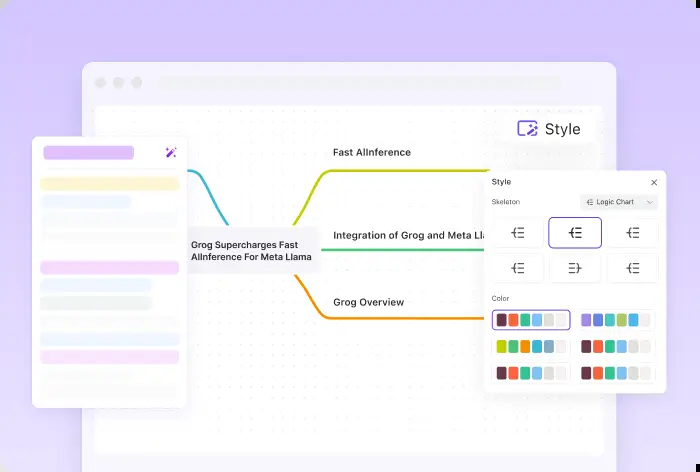 Style
Fast AIInference
Style
Skeleton
Logic Chart
Integration of Grog and Meta Lla
Grog Supercharges Fast
AIInference For Meta Llama
Color
Grog Overview